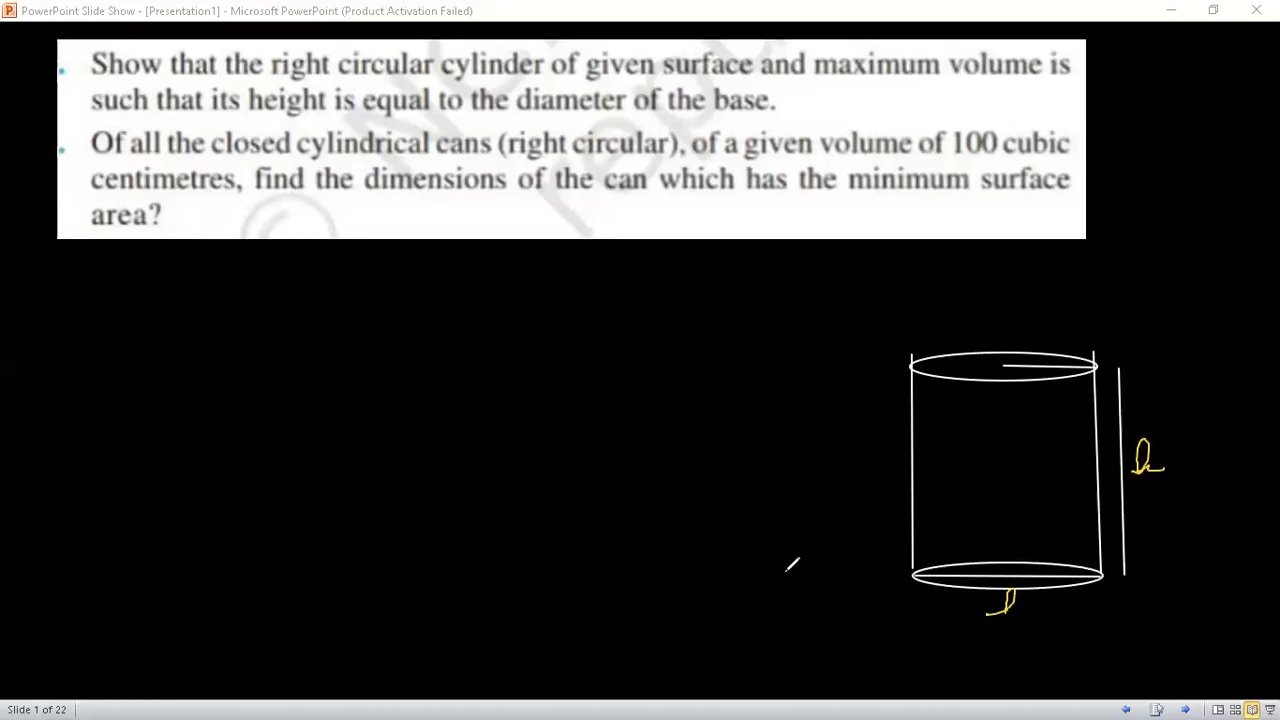 PowerPoint Slide Show - [Presentation1] - Microsoft PowerPoint (Product Activation Failed)
Show that the right circular cylinder of given surface and maximum volume is
such that its height is equal to the diameter of the base.
Of all the closed cylindrical cans (right circular), of a given volume of 100 cubic
centimetres, find the dimensions of the can which has the minimum surface
area?
h
Slide 1 of 22